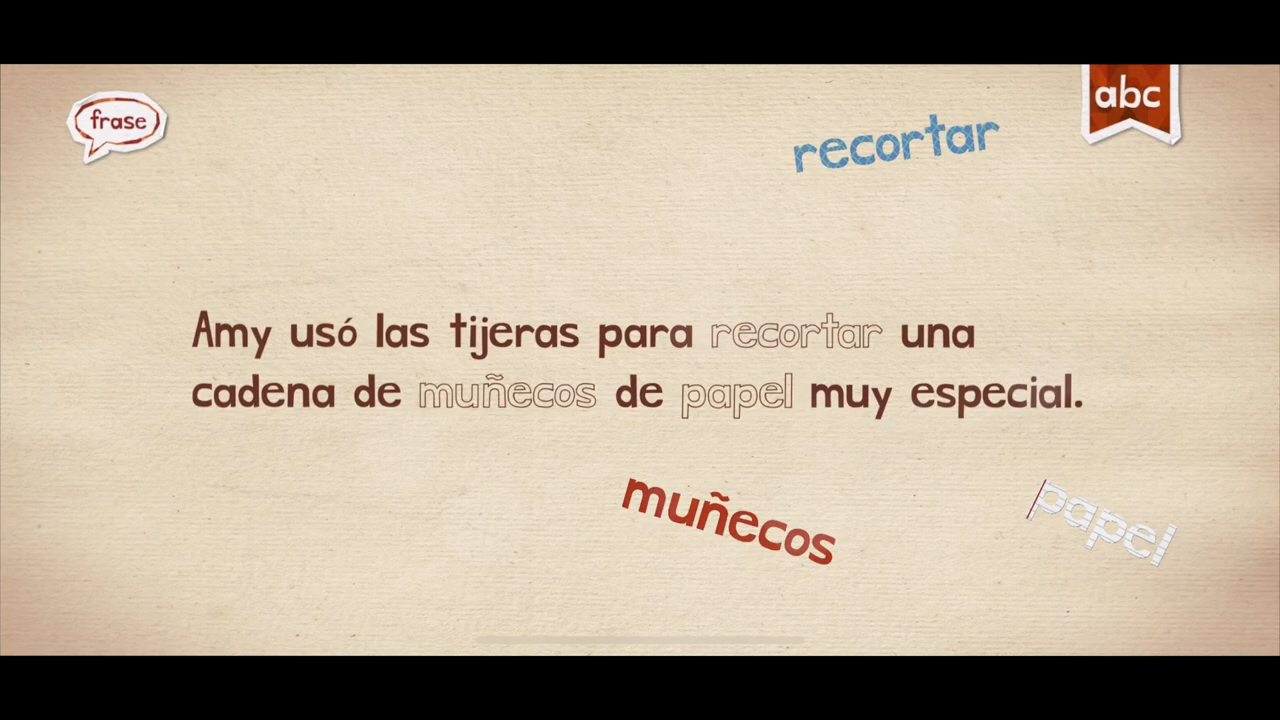 frase
abc
recortar
Amy usó las tijeras para recortar una
cadena de muñecos de papel muy especial.
muñecos
papel